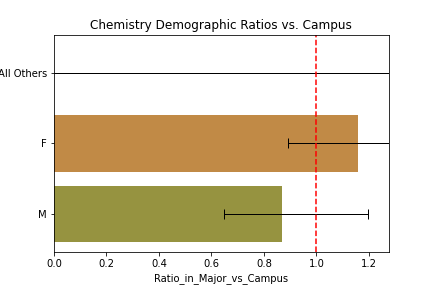 Chemistry Demographic Ratios vs. Campus
All Others
F
M
0.0 0.2 0.4 0.6 0.8 1.0 1.2
Ratio_in_Major_vs_Campus